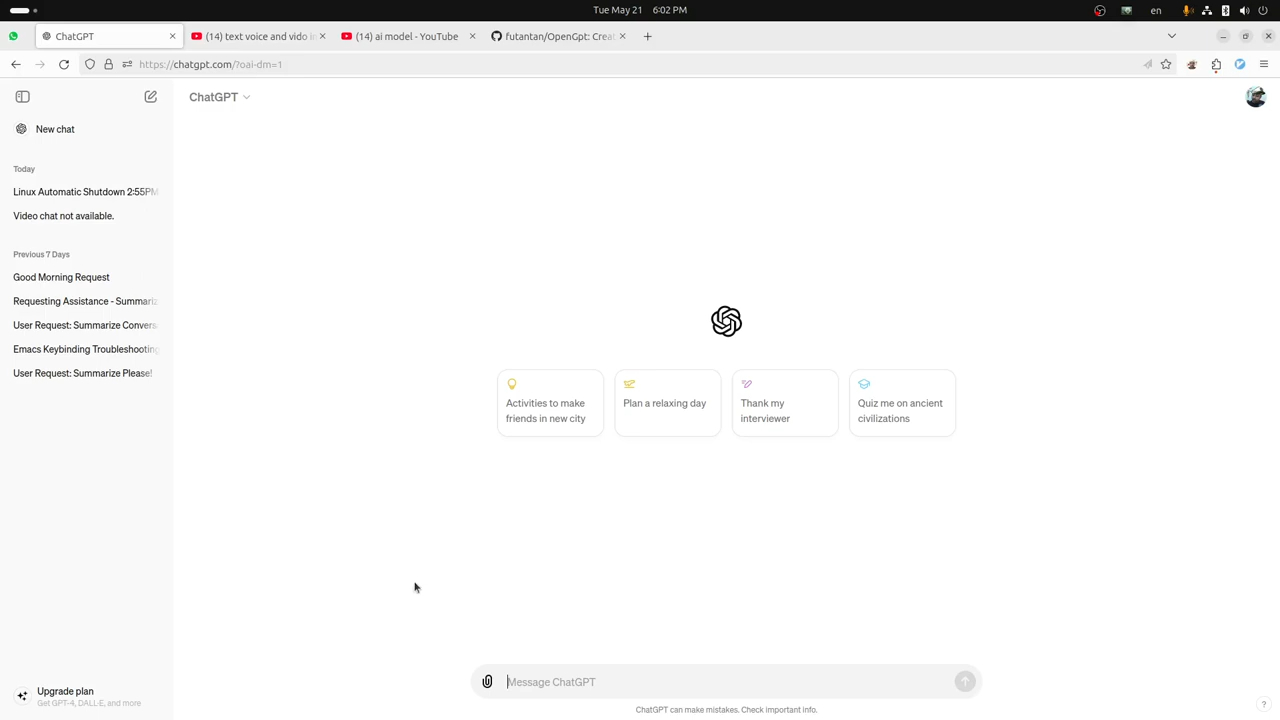 Tue May 21 6:02 PM
en
ChatGPT
(14) text voice and vido i
(14) ai model - YouTube
futantan/OpenGpt: Creat
https://chatgpt.com/?oai-dm=1
ChatGPT
New chat
Today
Linux Automatic Shutdown 2:55PM
Video chat not available.
Previous 7 Days
Good Morning Request
Requesting Assistance - Summariz
User Request: Summarize Convers
Emacs Keybinding Troubleshooting
User Request: Summarize Please!
Activities to make
friends in new city
Plan a relaxing day
Thank my
interviewer
Quiz me on ancient
civilizations
Message ChatGPT
Upgrade plan
Get GPT-4, DALL·E, and more
ChatGPT can make mistakes. Check important info.
?